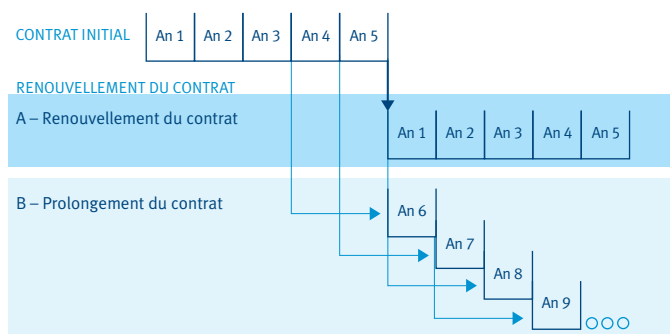 CONTRAT INITIAL An 1 An 2 An 3 An 4 An 5
RENOUVELLEMENT DU CONTRAT
A – Renouvellement du contrat
An 1 An 2 An 3 An 4 An 5
B – Prolongement du contrat
An 6
An 7
An 8
An 9